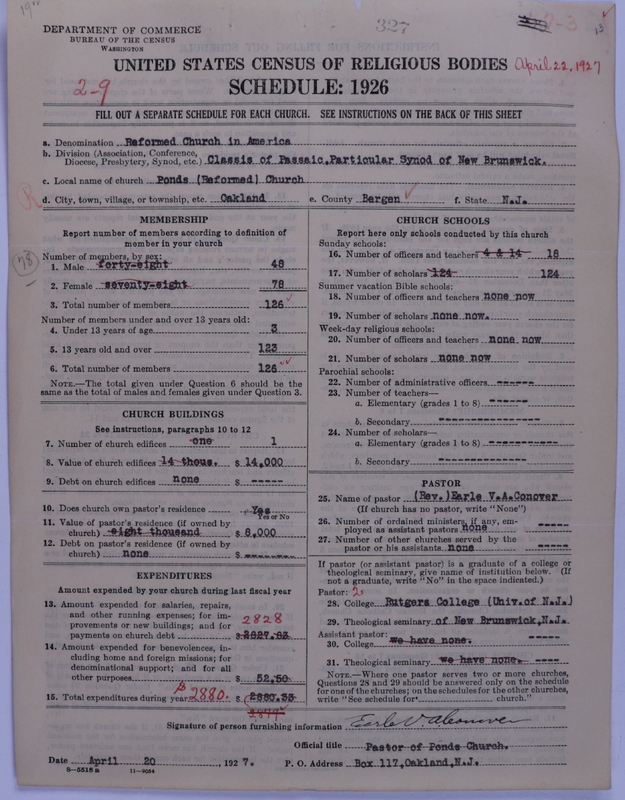 DEPARTMENT OF COMMERCE
BUREAU OF THE CENSUS
WASHINGTON
327
2-3
13
UNITED STATES CENSUS OF RELIGIOUS BODIES April 22, 1927
2-9
SCHEDULE: 1926
FILL OUT A SEPARATE SCHEDULE FOR EACH CHURCH. SEE INSTRUCTIONS ON THE BACK OF THIS SHEET
a. Denomination Reformed Church in America
b. Division (Association, Conference, Diocese, Presbytery, Synod, etc.) Classis of Passaic,Particular Synod of New Brunswick.
c. Local name of church Ponds (Reformed) Church
R
d. City, town, village, or township, etc. Oakland e. County Bergen f. State N.J.
MEMBERSHIP
Report number of members according to definition of member in your church
Number of members, by sex:
78
1. Male forty-eight 48
2. Female seventy-eight 78
3. Total number of members 126
Number of members under and over 13 years old:
4. Under 13 years of age 3
5. 13 years old and over 123
6. Total number of members 126
NOTE.—The total given under Question 6 should be same as the total of males and females given under Question 3.
CHURCH BUILDINGS
See instructions, paragraphs 10 to 12
7. Number of church edifices one 1
8. Value of church edifices 14 thous. $ 14,000
9. Debt on church edifices none $ -----
10. Does church own pastor's residence Yes
Yes or No
11. Value of pastor's residence (if owned by church) eight thousand $ 8,000
12. Debt on pastor's residence (if owned by church) none $ -------
EXPENDITURES
Amount expended by your church during last fiscal year
13. Amount expended for salaries, repairs, and other running expenses; for improvements or new buildings; and for payments on church debt 2828 $ 2827.83
14. Amount expended for benevolences, including home and foreign missions; for denominational support; and for all other purposes $ 52,50
15. Total expenditures during year $2880. $ 2880.33
CHURCH SCHOOLS
Report here only schools conducted by this church
Sunday schools:
16. Number of officers and teachers 4 & 14 18
17. Number of scholars 124 124
Summer vacation Bible schools:
18. Number of officers and teachers none now
19. Number of scholars none now.
Week-day religious schools:
20. Number of officers and teachers none now
21. Number of scholars none now
Parochial schools:
22. Number of administrative officers ------
23. Number of teachers—
a. Elementary (grades 1 to 8) ------
b. Secondary ---------------
24. Number of scholars—
a. Elementary (grades 1 to 8) -----------
b. Secondary --------------
PASTOR
25. Name of pastor (Rev.)Earle V.A.Conover
(If church has no pastor, write "None")
26. Number of ordained ministers, if any, employed as assistant pastors none -----
27. Number of other churches served by the pastor or his assistants none -----
If pastor (or assistant pastor) is a graduate of a college or theological seminary, give name of institution below. (If not a graduate, write "No" in the space indicated.)
Pastor: 2
28. College Rutgers College (Univ.of N.J.)
29. Theological seminary of New Brunswick,N.J.
Assistant pastor:
30. College we have none. -----
31. Theological seminary we have none. ----
NOTE.—Where one pastor serves two or more churches, Questions 28 and 29 should be answered only on the schedule for one of the churches; on the schedules for the other churches, write "See schedule for church."
Signature of person furnishing information Earle V. A. Conover
Official title Pastor of Ponds Church.
Date April 20, 1927. P. O. Address Box 117,Oakland,N.J.
8—5518 a 11—9054